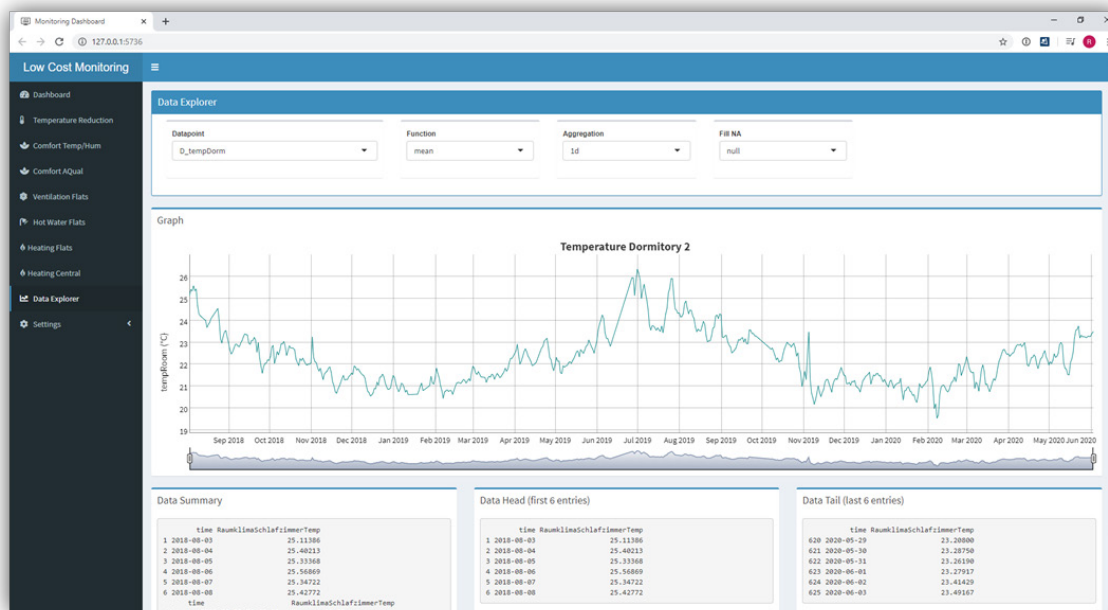 Monitoring Dashboard
127.0.0.1:5736
R
Low Cost Monitoring
Dashboard
Temperature Reduction
Comfort Temp/Hum
Comfort AQual
Ventilation Flats
Hot Water Flats
Heating Flats
Heating Central
Data Explorer
Settings
Data Explorer
Datapoint Function Aggregation Fill NA
D_tempDorm mean 1d null
Graph
Temperature Dormitory 2
tempRoom (°C)
26
25
24
23
22
21
20
19
Sep 2018 Oct 2018 Nov 2018 Dec 2018 Jan 2019 Feb 2019 Mar 2019 Apr 2019 May 2019 Jun 2019 Jul 2019 Aug 2019 Sep 2019 Oct 2019 Nov 2019 Dec 2019 Jan 2020 Feb 2020 Mar 2020 Apr 2020 May 2020 Jun 2020
Data Summary
time RaumklimaSchlafzimmerTemp
1 2018-08-03 25.11386
2 2018-08-04 25.40213
3 2018-08-05 25.33368
4 2018-08-06 25.56869
5 2018-08-07 25.34722
6 2018-08-08 25.42772
time RaumklimaSchlafzimmerTemp
Data Head (first 6 entries)
time RaumklimaSchlafzimmerTemp
1 2018-08-03 25.11386
2 2018-08-04 25.40213
3 2018-08-05 25.33368
4 2018-08-06 25.56869
5 2018-08-07 25.34722
6 2018-08-08 25.42772
Data Tail (last 6 entries)
time RaumklimaSchlafzimmerTemp
620 2020-05-29 23.20800
621 2020-05-30 23.28750
622 2020-05-31 23.26190
623 2020-06-01 23.27917
624 2020-06-02 23.41429
625 2020-06-03 23.49167